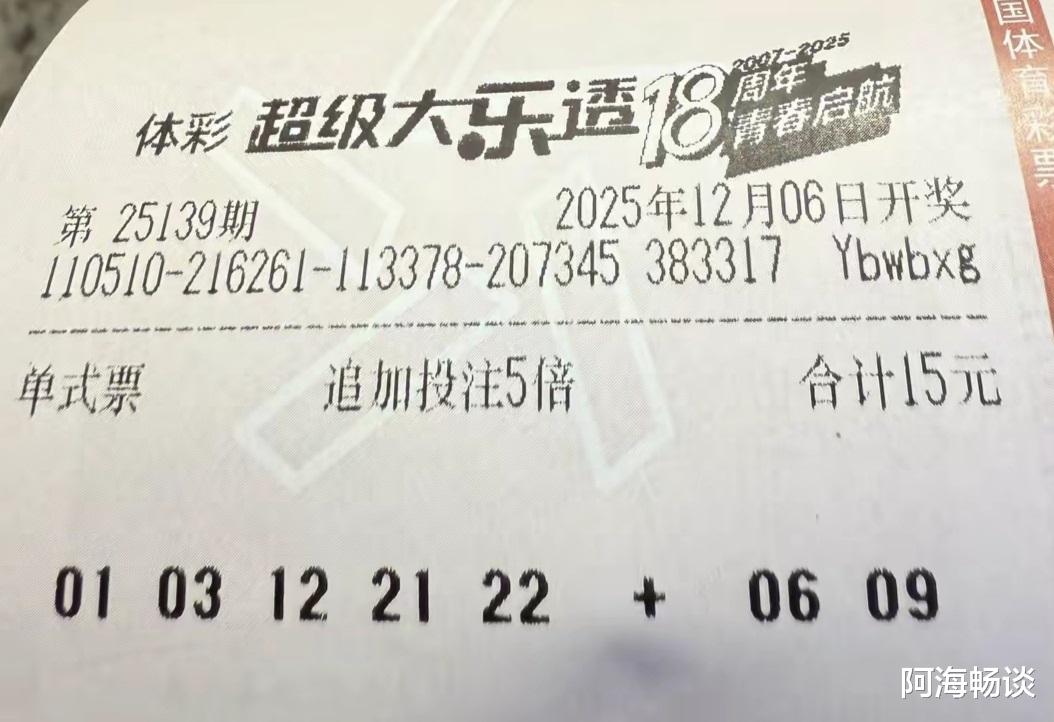 2007-2025
体彩 超级大乐透 18 周年
青春启航
第 25139期 2025年12月06日开奖
110510-216261-113378-207345 383317 Ybwbxg
单式票 追加投注5倍 合计15元
01 03 12 21 22 + 06 09
国体育彩票
阿海畅谈